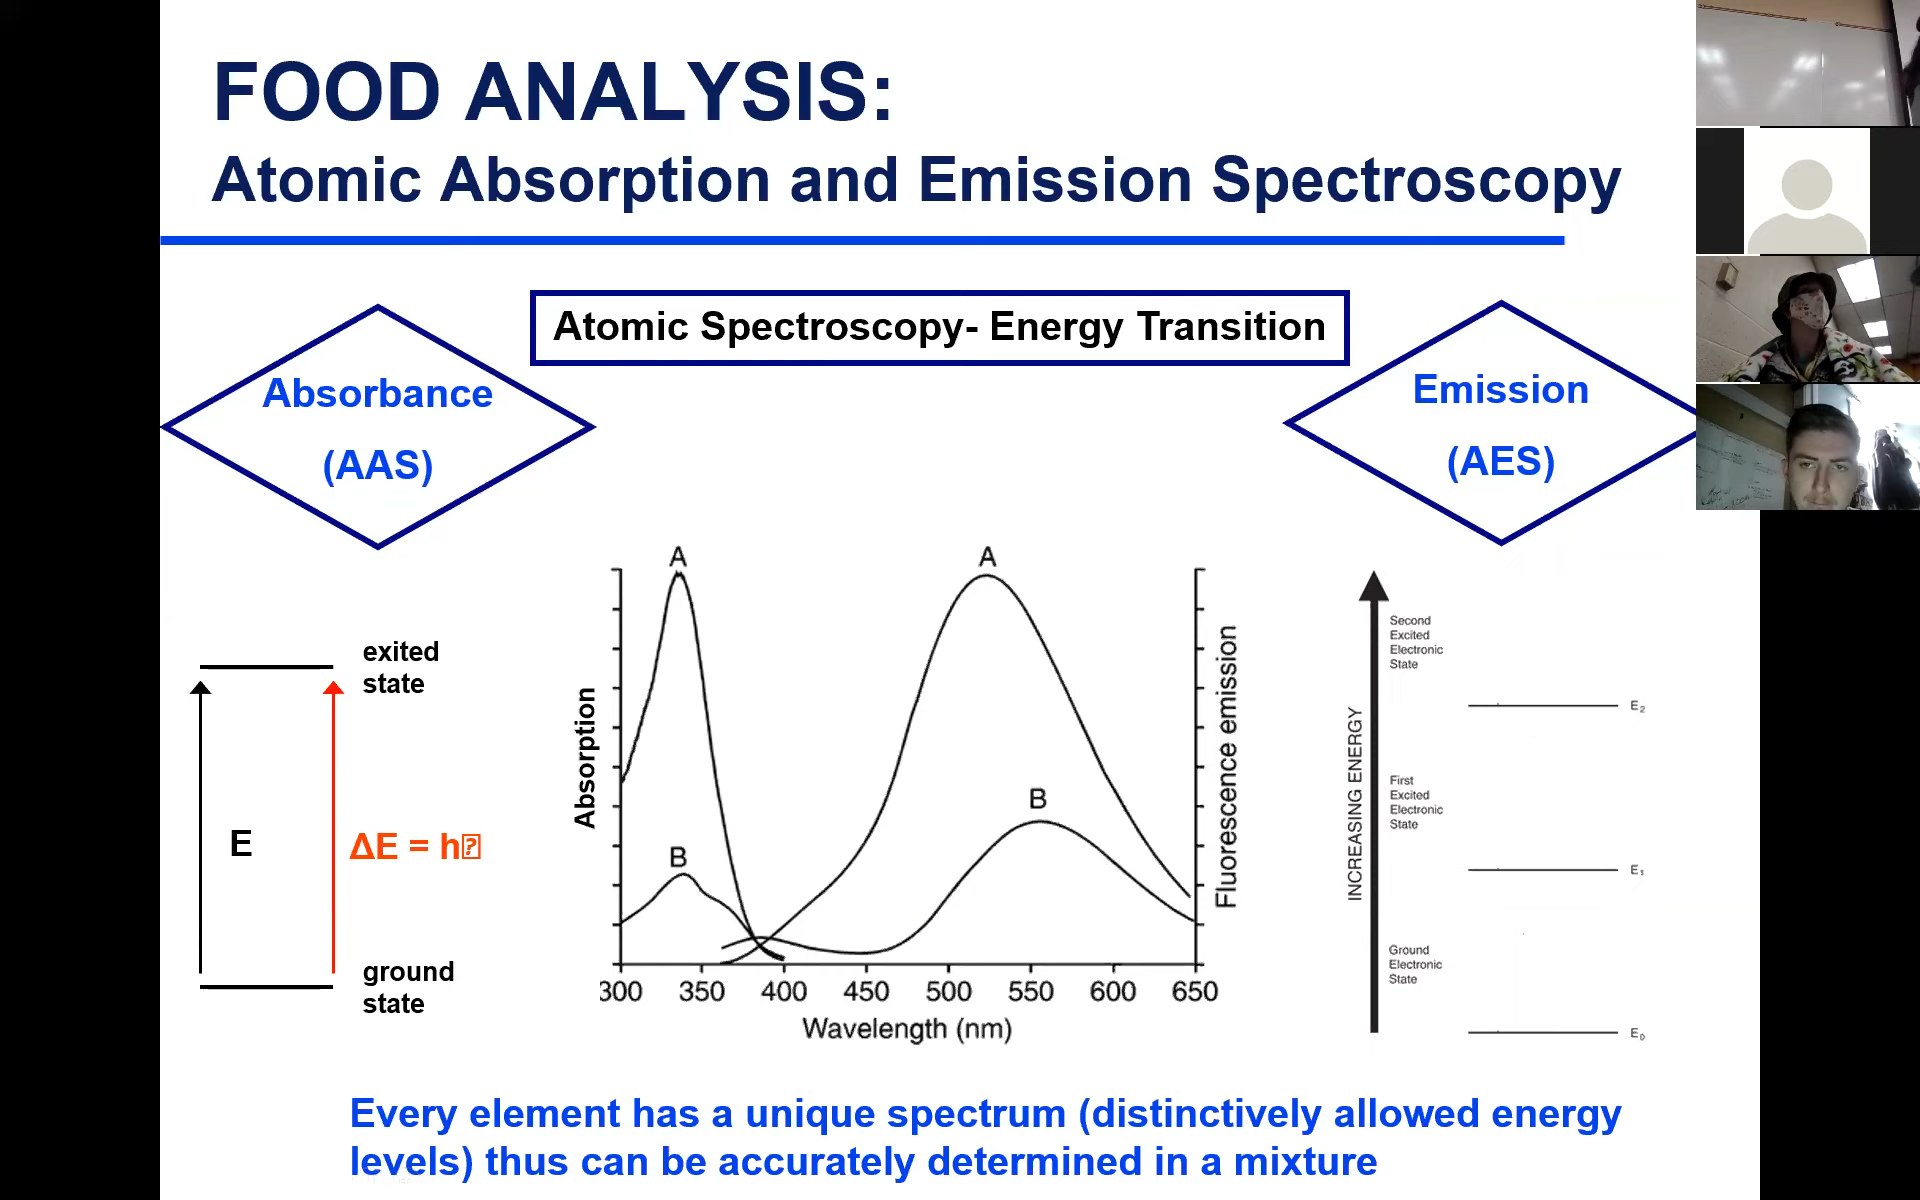 FOOD ANALYSIS:
Atomic Absorption and Emission Spectroscopy
Atomic Spectroscopy- Energy Transition
Absorbance
(AAS)
Emission
(AES)
exited
state
E
ΔE = h�
ground
state
A
B
A
B
Absorption
Fluorescence emission
300 350 400 450 500 550 600 650
Wavelength (nm)
INCREASING ENERGY
Second
Excited
Electronic
State
E2
First
Excited
Electronic
State
E1
Ground
Electronic
State
E0
Every element has a unique spectrum (distinctively allowed energy
levels) thus can be accurately determined in a mixture